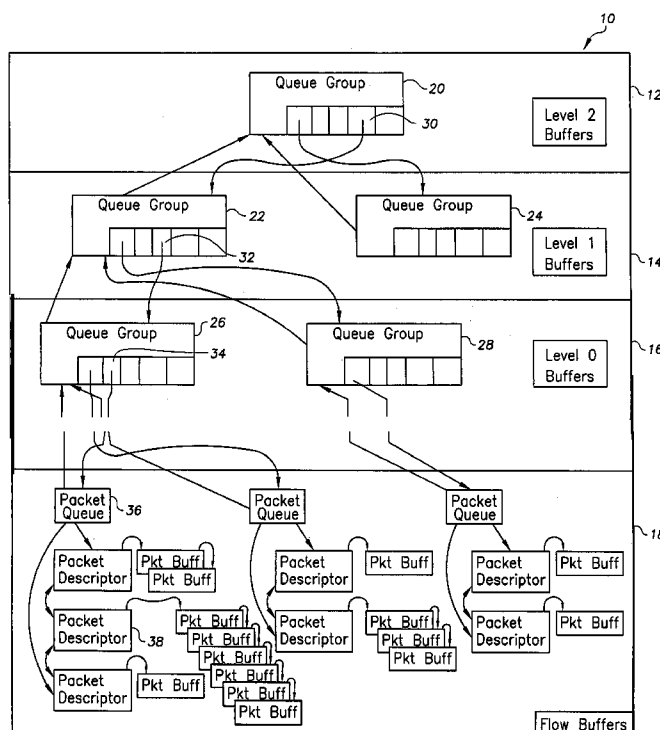 10
20
12
Queue Group
30
Level 2
Buffers
Queue Group
22
Queue Group
24
32
Level 1
Buffers
14
26
Queue Group
28
Queue Group
16
34
Level 0
Buffers
Packet
Queue
36
Packet
Queue
Packet
Queue
18
Packet
Descriptor
Pkt Buff
Pkt Buff
Packet
Descriptor
Pkt Buff
Packet
Descriptor
Pkt Buff
Packet
Descriptor
38
Pkt Buff
Pkt Buff
Pkt Buff
Pkt Buff
Pkt Buff
Pkt Buff
Packet
Descriptor
Pkt Buff
Pkt Buff
Pkt Buff
Packet
Descriptor
Pkt Buff
Packet
Descriptor
Pkt Buff
Flow Buffers